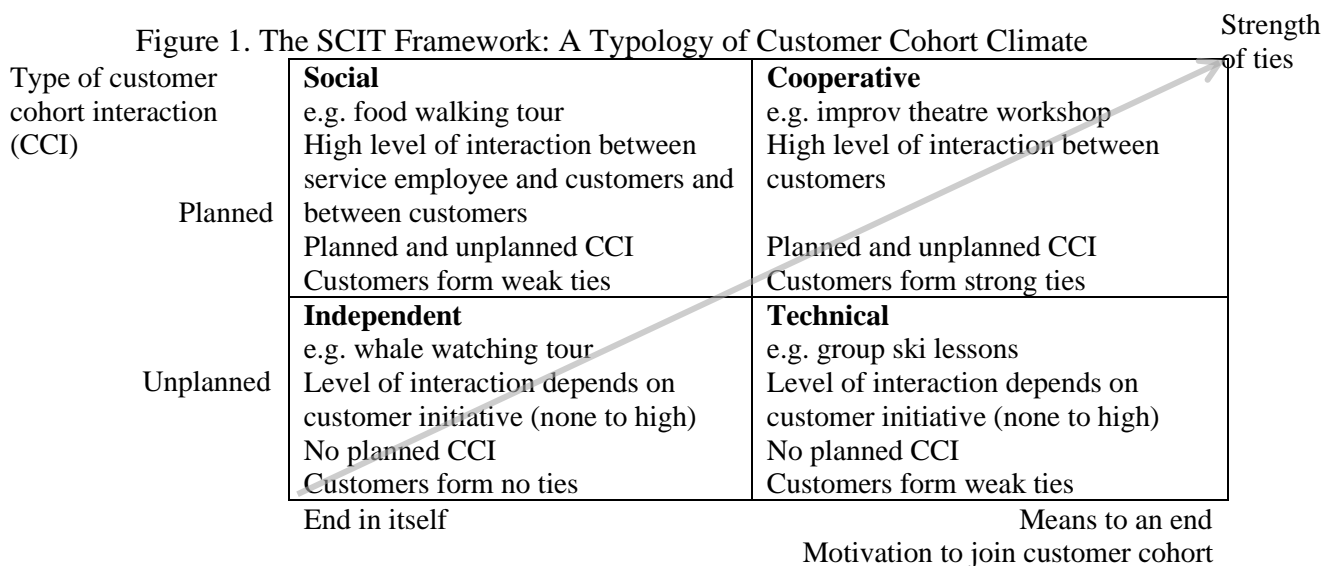 Strength
of ties
Figure 1. The SCIT Framework: A Typology of Customer Cohort Climate
Type of customer
cohort interaction
(CCI)
Planned
Social
e.g. food walking tour
High level of interaction between
service employee and customers and
between customers
Planned and unplanned CCI
Customers form weak ties
Cooperative
e.g. improv theatre workshop
High level of interaction between
customers
Planned and unplanned CCI
Customers form strong ties
Unplanned
Independent
e.g. whale watching tour
Level of interaction depends on
customer initiative (none to high)
No planned CCI
Customers form no ties
Technical
e.g. group ski lessons
Level of interaction depends on
customer initiative (none to high)
No planned CCI
Customers form weak ties
End in itself
Means to an end
Motivation to join customer cohort